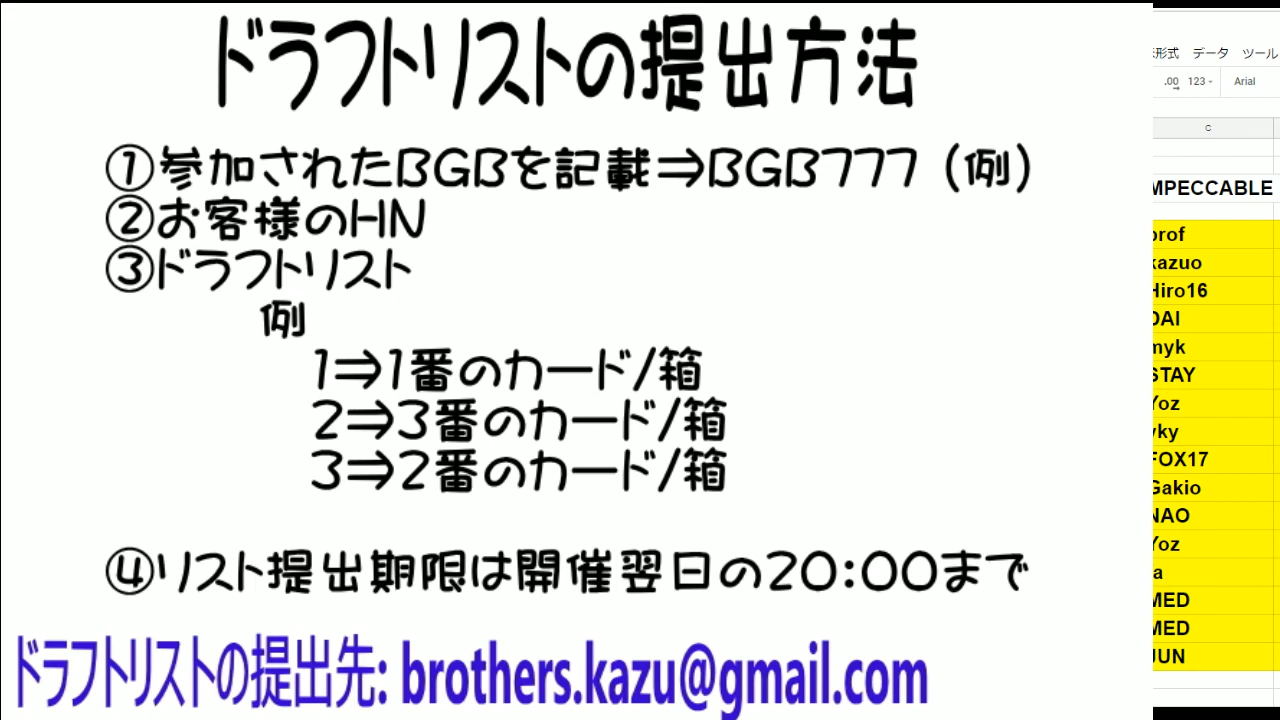 ドラフトリストの提出方法
①参加されたBGBを記載⇒BGB777（例）
②お客様のHN
③ドラフトリスト
例
1⇒1番のカード/箱
2⇒3番のカード/箱
3⇒2番のカード/箱
④リスト提出期限は開催翌日の20:00まで
ドラフトリストの提出先: brothers.kazu@gmail.com
形式 データ ツール
.00 123 Arial
C
MPECCABLE
prof
kazuo
Hiro16
DAI
myk
STAY
Yoz
yky
FOX17
Gakio
NAO
Yoz
a
MED
MED
JUN